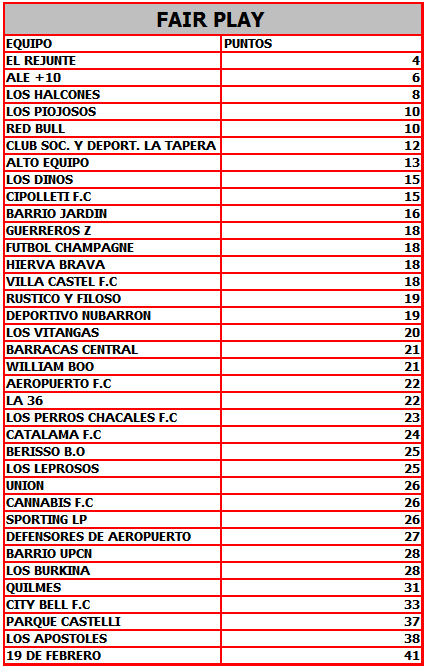 FAIR PLAY
EQUIPO PUNTOS
EL REJUNTE 4
ALE +10 6
LOS HALCONES 8
LOS PIOJOSOS 10
RED BULL 10
CLUB SOC. Y DEPORT. LA TAPERA 12
ALTO EQUIPO 13
LOS DINOS 15
CIPOLLETI F.C 15
BARRIO JARDIN 16
GUERREROS Z 18
FUTBOL CHAMPAGNE 18
HIERVA BRAVA 18
VILLA CASTEL F.C 18
RUSTICO Y FILOSO 19
DEPORTIVO NUBARRON 19
LOS VITANGAS 20
BARRACAS CENTRAL 21
WILLIAM BOO 21
AEROPUERTO F.C 22
LA 36 22
LOS PERROS CHACALES F.C 23
CATALAMA F.C 24
BERISSO B.O 25
LOS LEPROSOS 25
UNION 26
CANNABIS F.C 26
SPORTING LP 26
DEFENSORES DE AEROPUERTO 27
BARRIO UPCN 28
LOS BURKINA 28
QUILMES 31
CITY BELL F.C 33
PARQUE CASTELLI 37
LOS APOSTOLES 38
19 DE FEBRERO 41